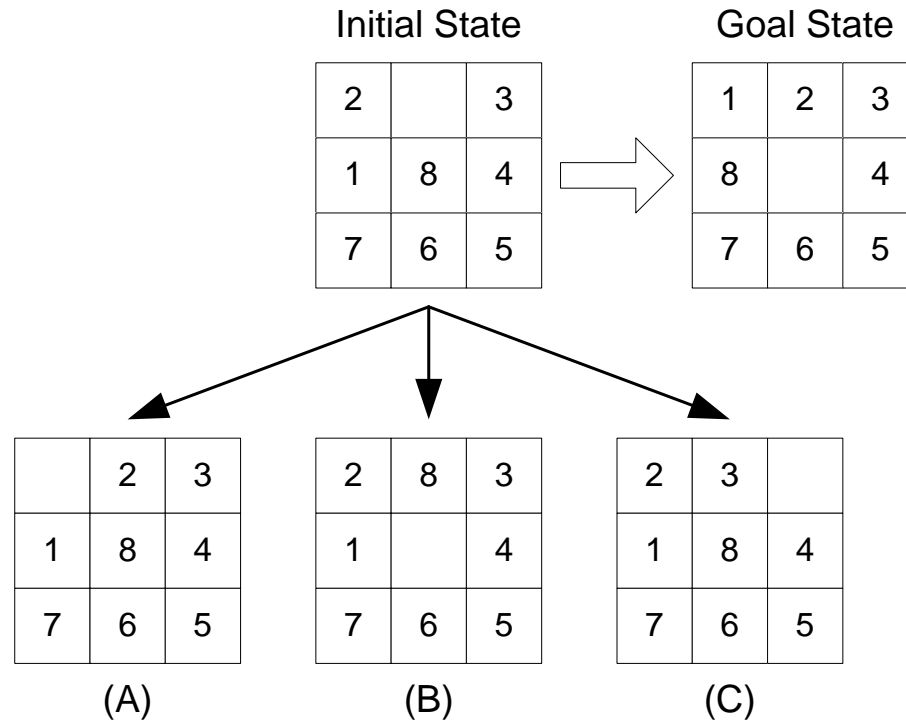 Initial State Goal State
2 3 1 2 3
1 8 4 8 4
7 6 5 7 6 5
2 3 2 8 3 2 3
1 8 4 1 4 1 8 4
7 6 5 7 6 5 7 6 5
(A) (B) (C)